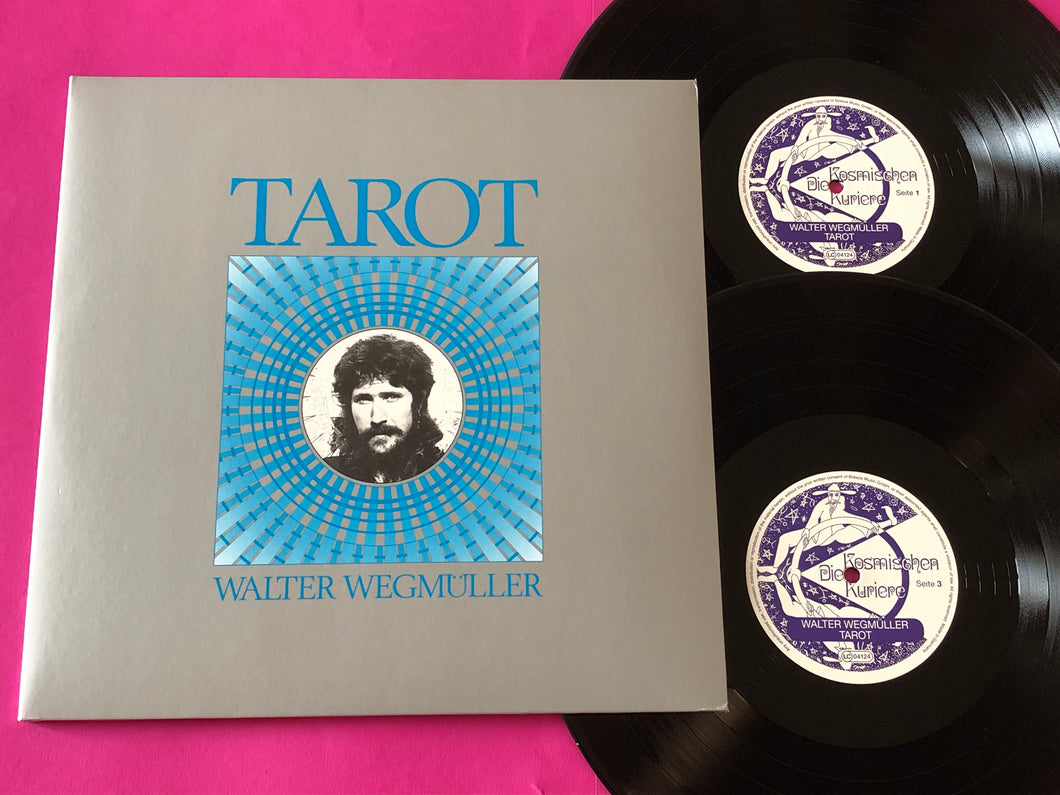 TAROT
WALTER WEGMÜLLER
Die Kosmischen
Kuriere
Seite 1
WALTER WEGMÜLLER
TAROT
LC 04124
Die Kosmischen
Kuriere
Seite 3
WALTER WEGMÜLLER
TAROT
LC 04124